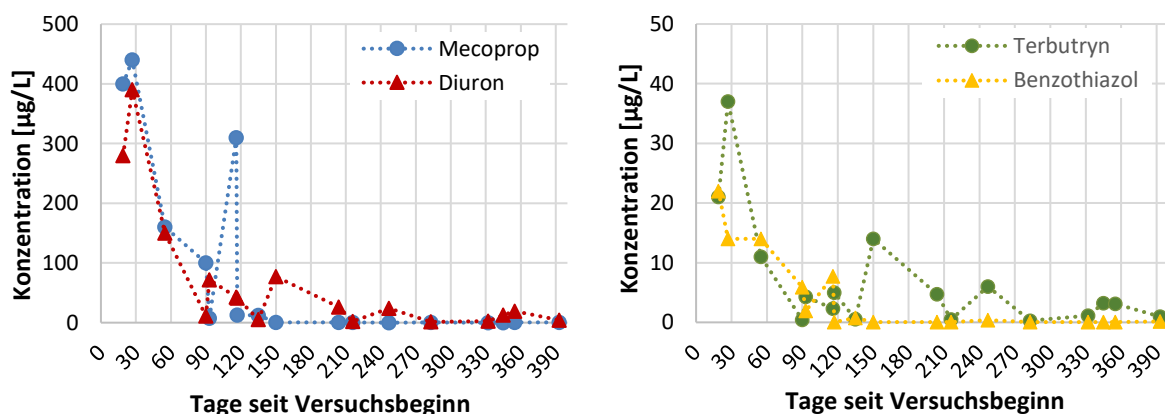 Konzentration [µg/L]
500
400
300
200
100
0
Mecoprop
Diuron
0 30 60 90 120 150 180 210 240 270 300 330 360 390
Tage seit Versuchsbeginn
Konzentration [µg/L]
50
40
30
20
10
0
Terbutryn
Benzothiazol
0 30 60 90 120 150 180 210 240 270 300 330 360 390
Tage seit Versuchsbeginn